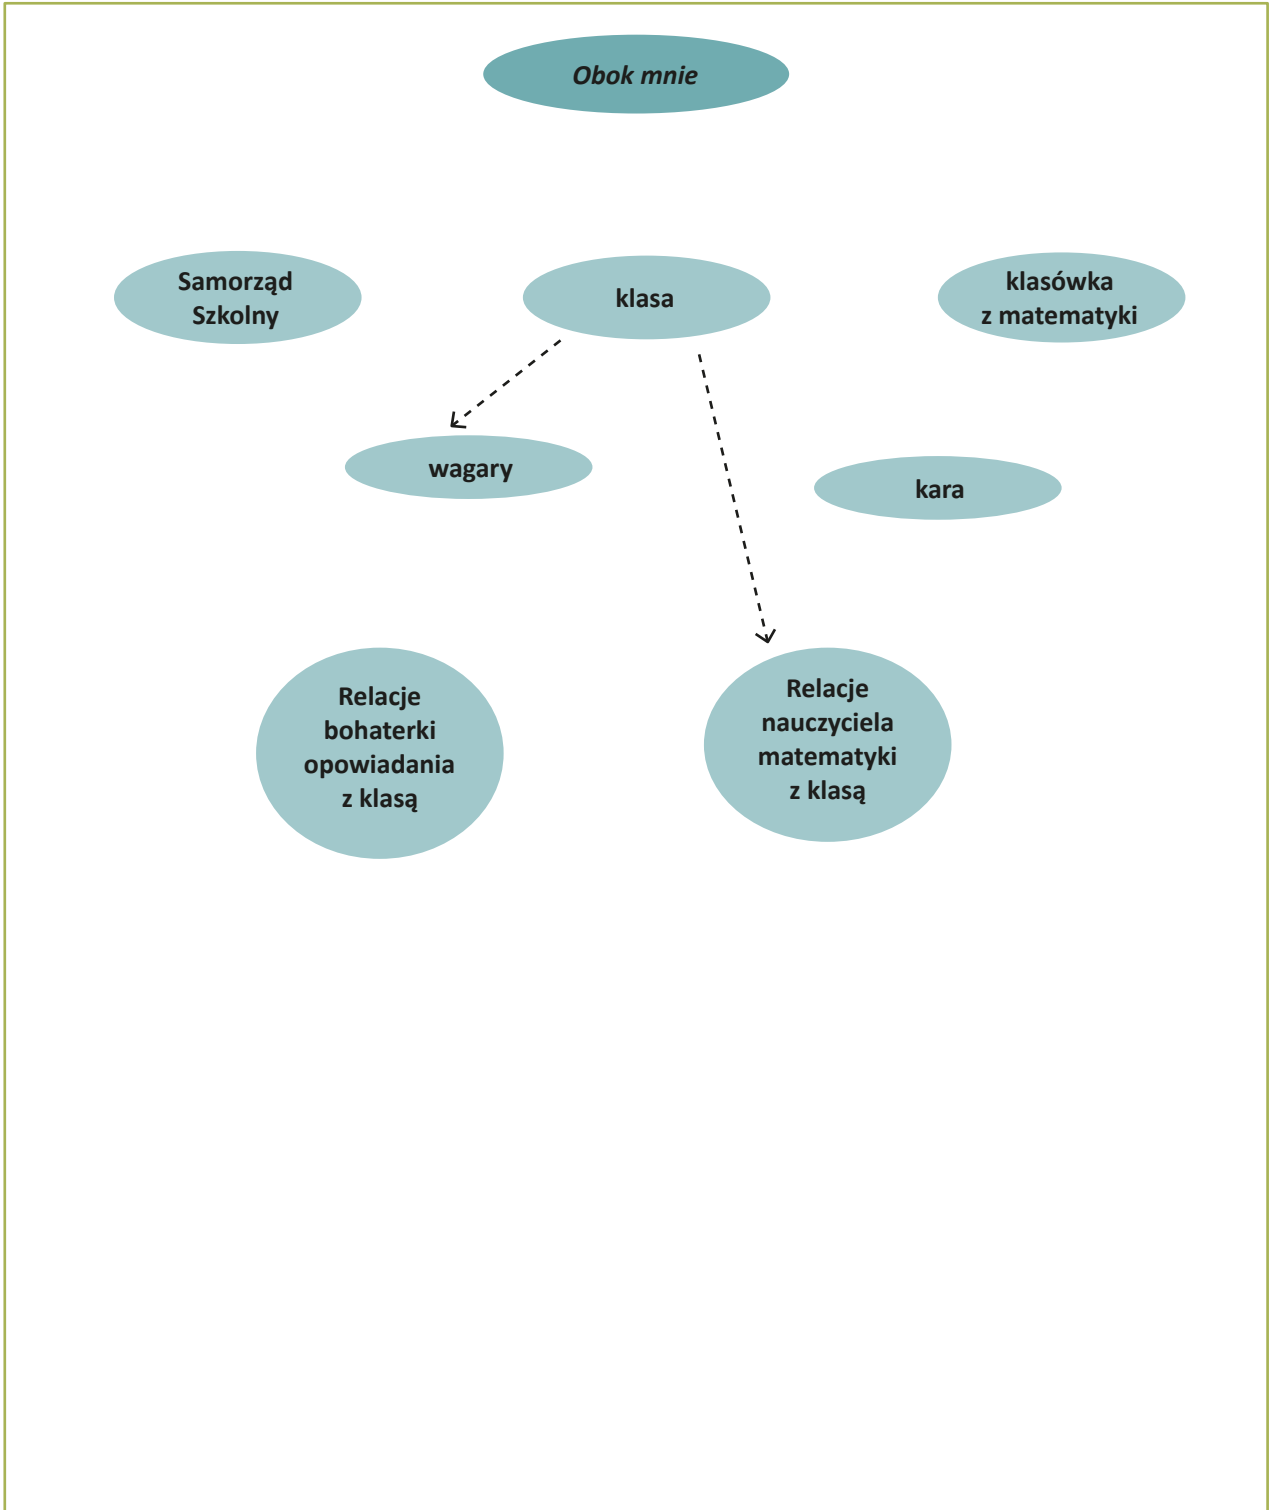 Obok mnie
Samorząd
Szkolny
klasa
klasówka
z matematyki
wagary
kara
Relacje
bohaterki
opowiadania
z klasą
Relacje
nauczyciela
matematyki
z klasą